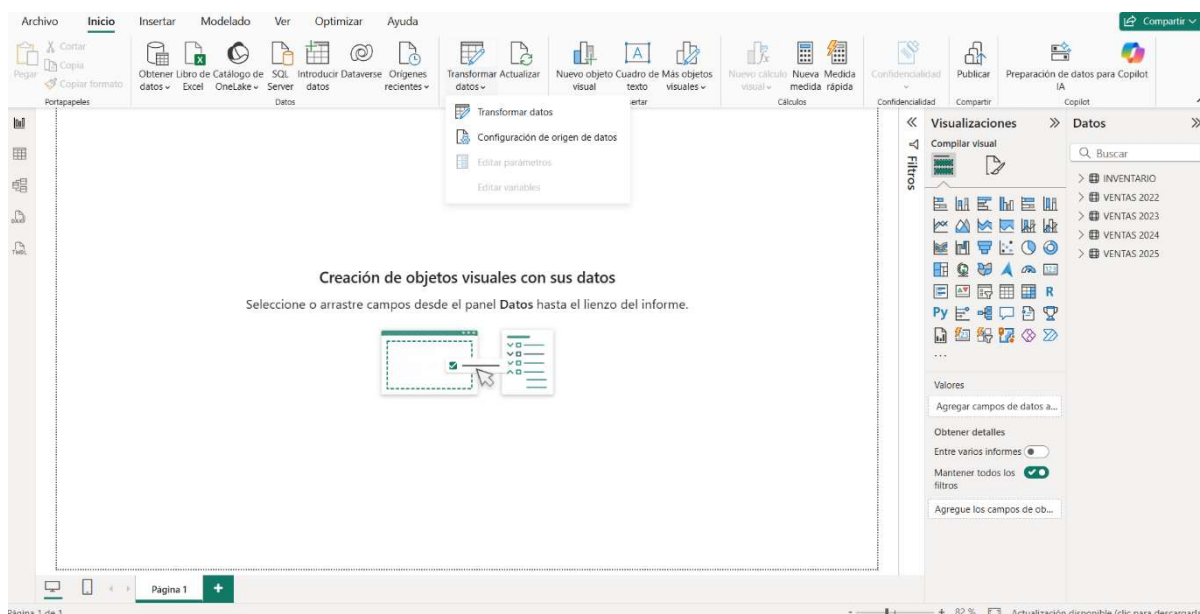 Archivo Inicio Insertar Modelado Ver Optimizar Ayuda Compartir
Pegar
Cortar
Copia
Copiar formato
Portapapeles
Obtener datos
Libro de Excel
Catálogo de OneLake
SQL Server
Introducir datos
Dataverse
Orígenes recientes
Datos
Transformar datos
Actualizar
Nuevo objeto visual
A
Cuadro de texto
Más objetos visuales
ertar
Nuevo cálculo visual
Nueva medida
Medida rápida
Cálculos
Confidencialidad
Confidencialidad
Publicar
Compartir
Preparación de datos para IA
Copilot
Copilot
Transformar datos
Configuración de origen de datos
Editar parámetros
Editar variables
Creación de objetos visuales con sus datos
Seleccione o arrastre campos desde el panel Datos hasta el lienzo del informe.
Filtros
Visualizaciones
Compilar visual
R
Py
...
Valores
Agregar campos de datos a...
Obtener detalles
Entre varios informes
Mantener todos los
filtros
Agregue los campos de ob...
Datos
Buscar
INVENTARIO
VENTAS 2022
VENTAS 2023
VENTAS 2024
VENTAS 2025
Página 1
Página 1 de 1
82 %
Actualización disponible (clic para descargar)